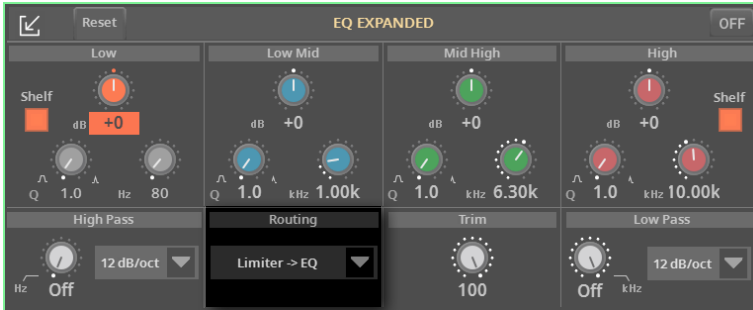 Reset EQ EXPANDED OFF
Low Low Mid Mid High High
Shelf Shelf
dB +0 dB +0 dB +0 dB +0
Q 1.0 Hz 80 Q 1.0 kHz 1.00k Q 1.0 kHz 6.30k Q 1.0 kHz 10.00k
High Pass Routing Trim Low Pass
12 dB/oct Limiter -> EQ 12 dB/oct
Hz Off 100 Off kHz